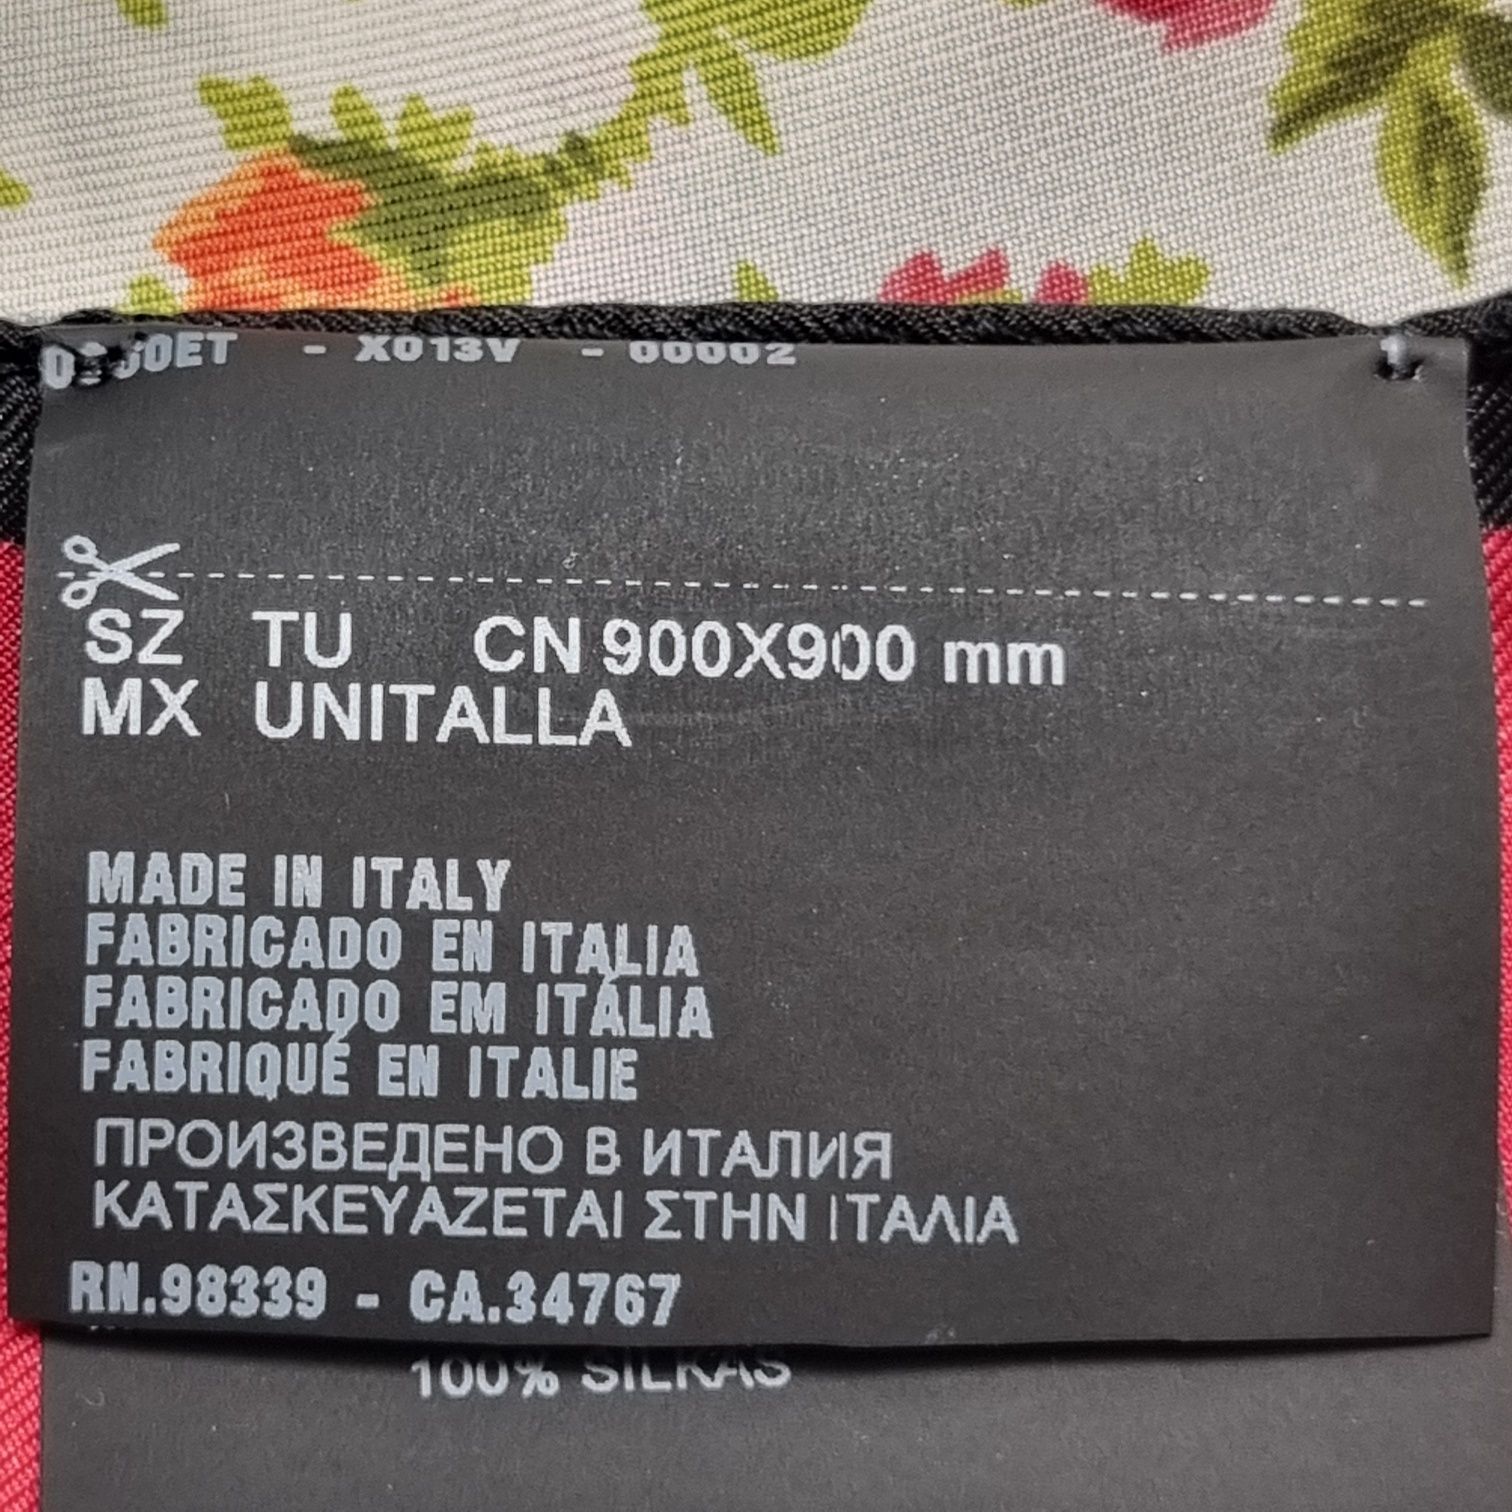 - X013V - 00002
SZ TU CN 900X900 mm
MX UNITALLA
MADE IN ITALY
FABRICADO EN ITALIA
FABRICADO EM ITÁLIA
FABRIQUÉ EN ITALIE
ПРОИЗВЕДЕНО В ИТАЛИЯ
ΚΑΤΑΣΚΕΥΑΖΕΤΑΙ ΣΤΗΝ ΙΤΑΛΙΑ
RN.98339 - CA.34767
100% SILKAS